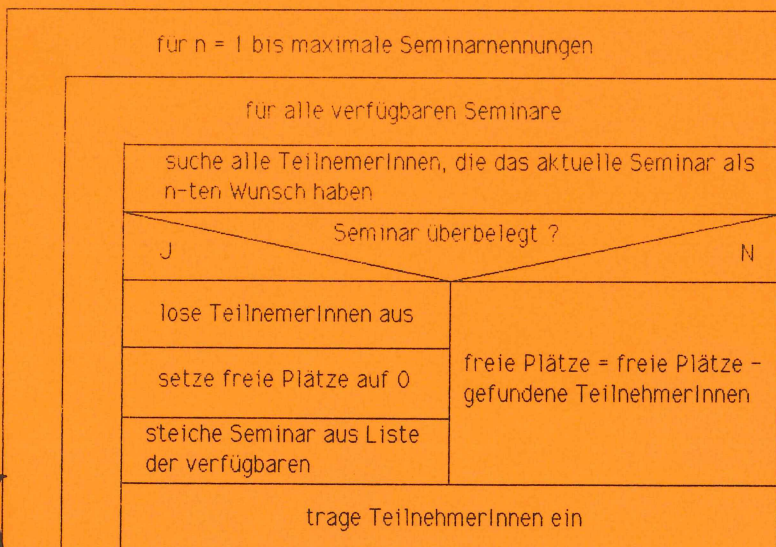 für n = 1 bis maximale Seminarnennungen
für alle verfügbaren Seminare
suche alle TeilnemerInnen, die das aktuelle Seminar als
n-ten Wunsch haben
Seminar überbelegt ?
J
N
lose TeilnemerInnen aus
setze freie Plätze auf 0
steiche Seminar aus Liste
der verfügbaren
freie Plätze = freie Plätze -
gefundene TeilnehmerInnen
trage TeilnehmerInnen ein